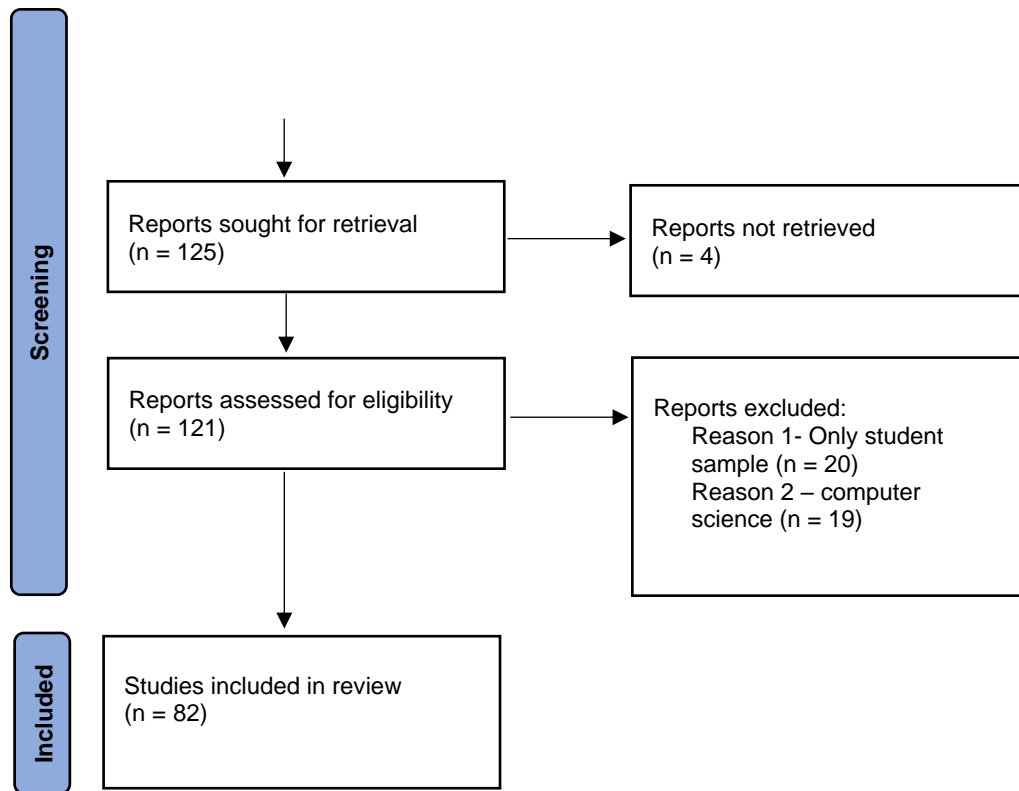 Screening
Reports sought for retrieval
(n = 125)
Reports not retrieved
(n = 4)
Reports assessed for eligibility
(n = 121)
Reports excluded:
Reason 1- Only student
sample (n = 20)
Reason 2 – computer
science (n = 19)
Included
Studies included in review
(n = 82)